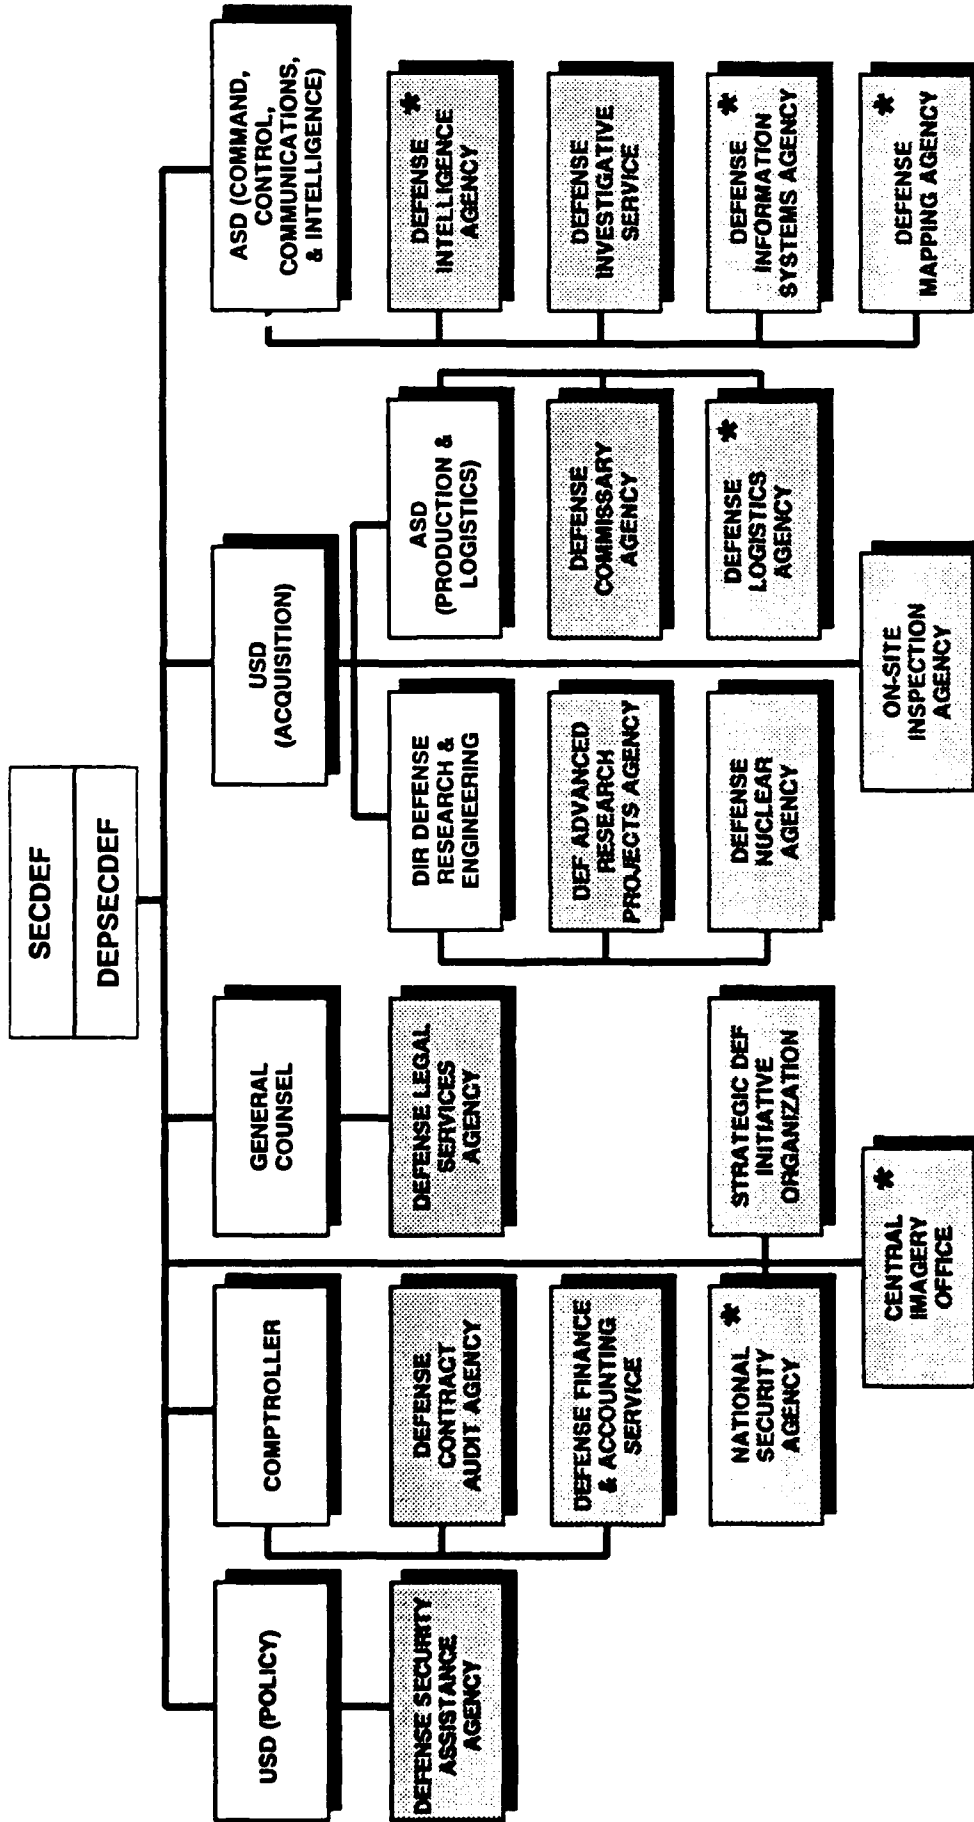 SECDEF
DEPSECDEF
USD (POLICY)
COMPTROLLER
GENERAL
COUNSEL
USD
(ACQUISITION)
ASD (COMMAND,
CONTROL,
COMMUNICATIONS,
& INTELLIGENCE)
DEFENSE SECURITY
ASSISTANCE
AGENCY
DEFENSE
CONTRACT
AUDIT AGENCY
DEFENSE LEGAL
SERVICES
AGENCY
DIR DEFENSE
RESEARCH &
ENGINEERING
ASD
(PRODUCTION &
LOGISTICS)
DEFENSE *
INTELLIGENCE
AGENCY
DEFENSE FINANCE
& ACCOUNTING
SERVICE
DEF ADVANCED
RESEARCH
PROJECTS AGENCY
DEFENSE
COMMISSARY
AGENCY
DEFENSE
INVESTIGATIVE
SERVICE
NATIONAL *
SECURITY
AGENCY
STRATEGIC DEF
INITIATIVE
ORGANIZATION
DEFENSE
NUCLEAR
AGENCY
DEFENSE *
LOGISTICS
AGENCY
DEFENSE *
INFORMATION
SYSTEMS AGENCY
CENTRAL *
IMAGERY
OFFICE
ON-SITE
INSPECTION
AGENCY
DEFENSE *
MAPPING AGENCY